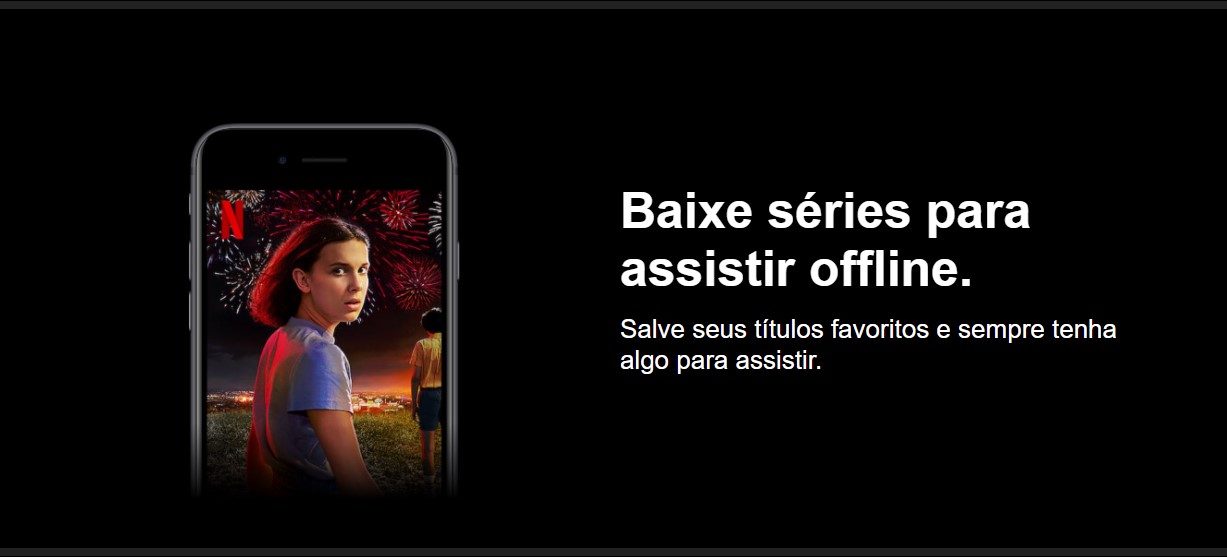 N
Baixe séries para
assistir offline.
Salve seus títulos favoritos e sempre tenha
algo para assistir.